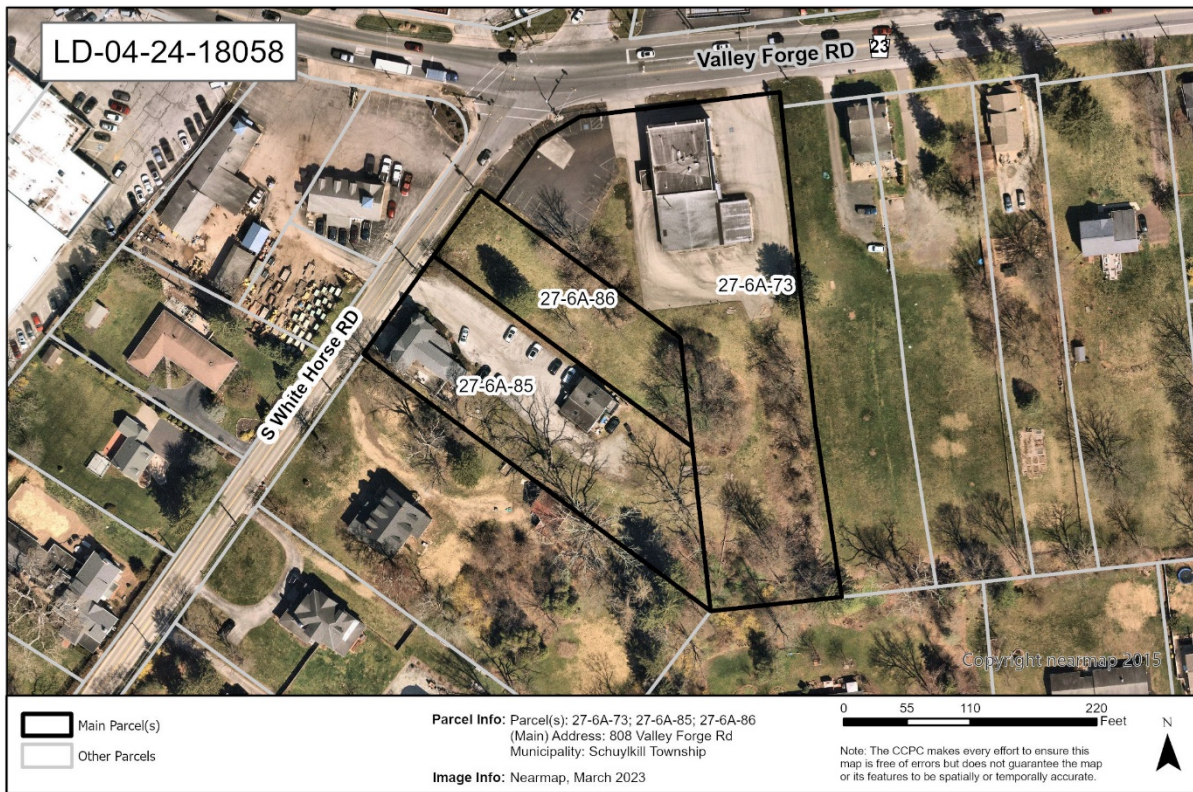 LD-04-24-18058
Valley Forge RD
23
27-6A-86
27-6A-73
27-6A-85
S White Horse RD
Copyright nearmap 2015
Main Parcel(s)
Other Parcels
Parcel Info: Parcel(s): 27-6A-73; 27-6A-85; 27-6A-86
(Main) Address: 808 Valley Forge Rd
Municipality: Schuylkill Township
Image Info: Nearmap, March 2023
0 55 110 220
Feet
Note: The CCPC makes every effort to ensure this
map is free of errors but does not guarantee the map
or its features to be spatially or temporally accurate.
N